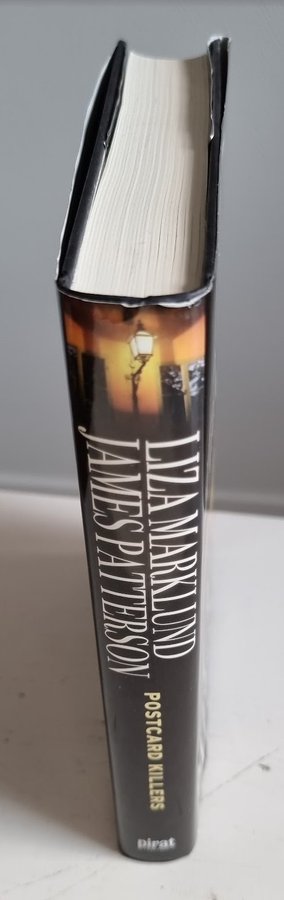 LIZA MARKLUND
JAMES PATTERSON
POSTCARD KILLERS
pirat